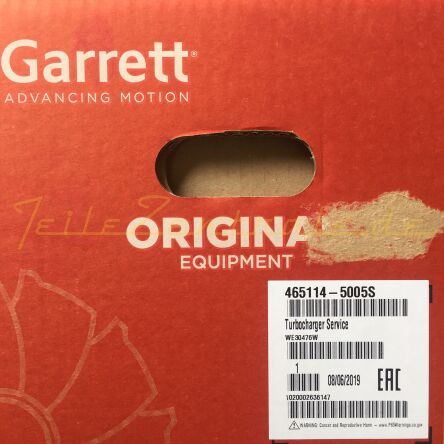 Garrett®
ADVANCING MOTION
ORIGINA
EQUIPMENT
465114-5005S
Turbocharger Service
WE30476W
1
08/06/2019
EAC
1020002636147
WARNING: Cancer and Reproductive Harm - www.P65Warnings.ca.gov